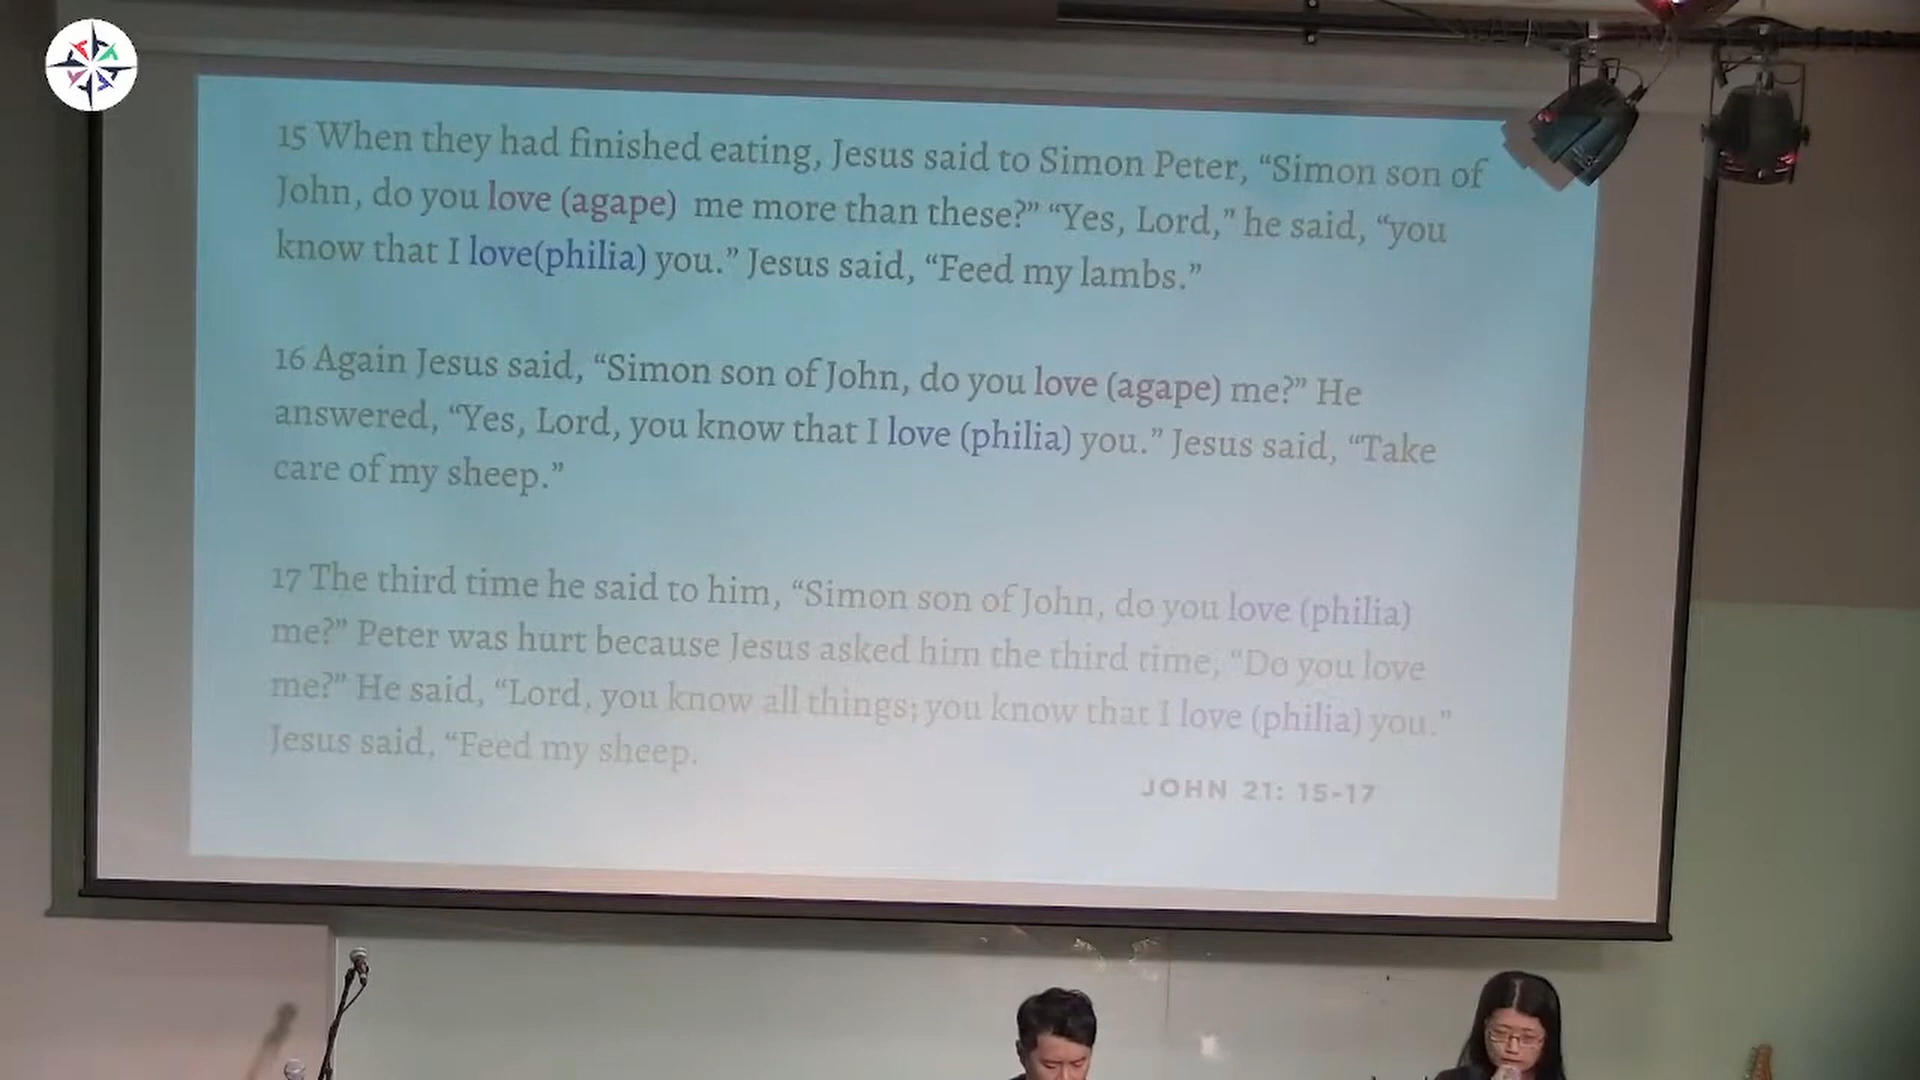 15 When they had finished eating, Jesus said to Simon Peter, “Simon son of
John, do you love (agape) me more than these?” “Yes, Lord,” he said, “you
know that I love(philia) you.” Jesus said, “Feed my lambs.”
16 Again Jesus said, “Simon son of John, do you love (agape) me?” He
answered, “Yes, Lord, you know that I love (philia) you.” Jesus said, “Take
care of my sheep.”
17 The third time he said to him, “Simon son of John, do you love (philia)
me?” Peter was hurt because Jesus asked him the third time, “Do you love
me?” He said, “Lord, you know all things; you know that I love (philia) you.”
Jesus said, “Feed my sheep.
JOHN 21: 15-17